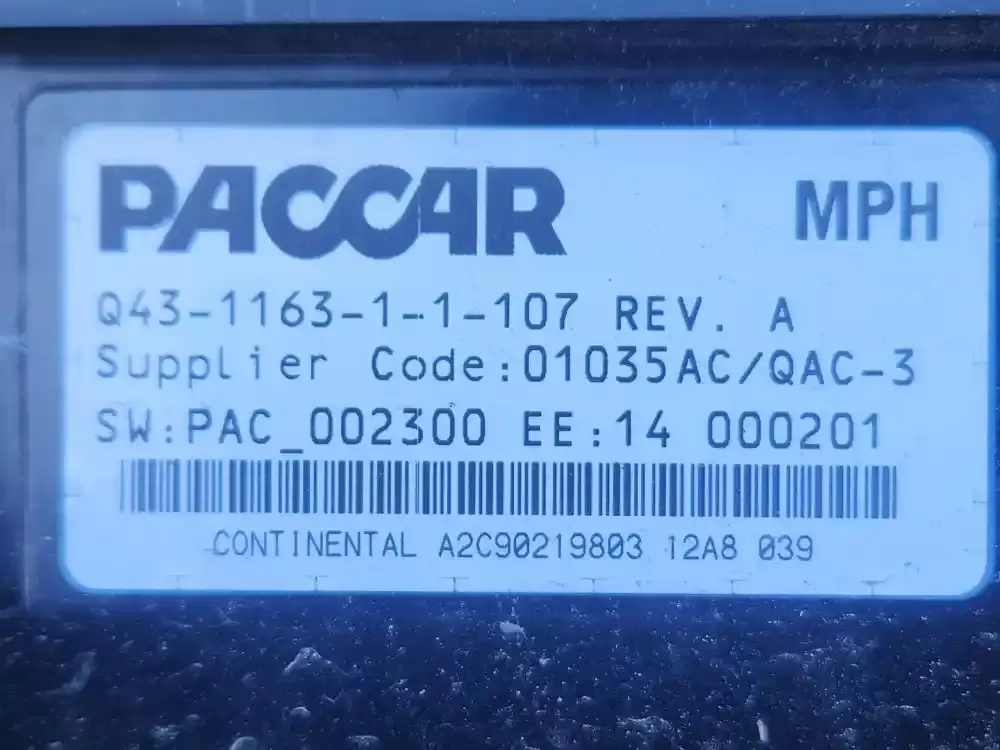 PACCAR MPH
Q43-1163-1-1-107 REV. A
Supplier Code:01035AC/QAC-3
SW:PAC_002300 EE:14 000201
CONTINENTAL A2C90219803 12A8 039